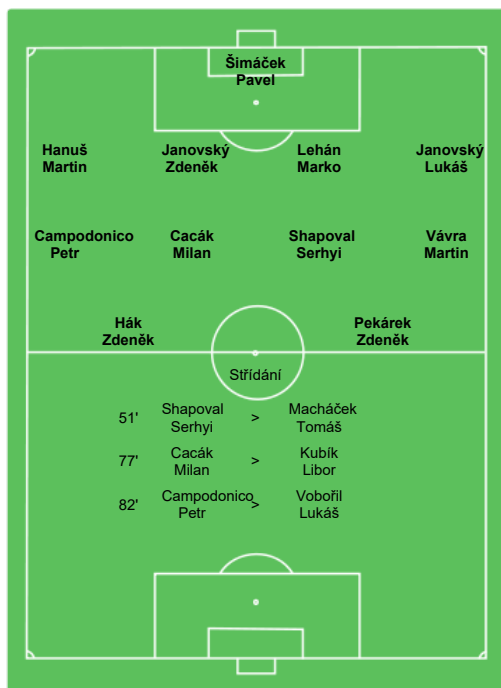 Šimáček
Pavel
Hanuš
Martin
Janovský
Zdeněk
Lehán
Marko
Janovský
Lukáš
Campodonico
Petr
Cacák
Milan
Shapoval
Serhyi
Vávra
Martin
Hák
Zdeněk
Pekárek
Zdeněk
Střídání
51' Shapoval Serhyi > Macháček Tomáš
77' Cacák Milan > Kubík Libor
82' Campodonico Petr > Vobořil Lukáš